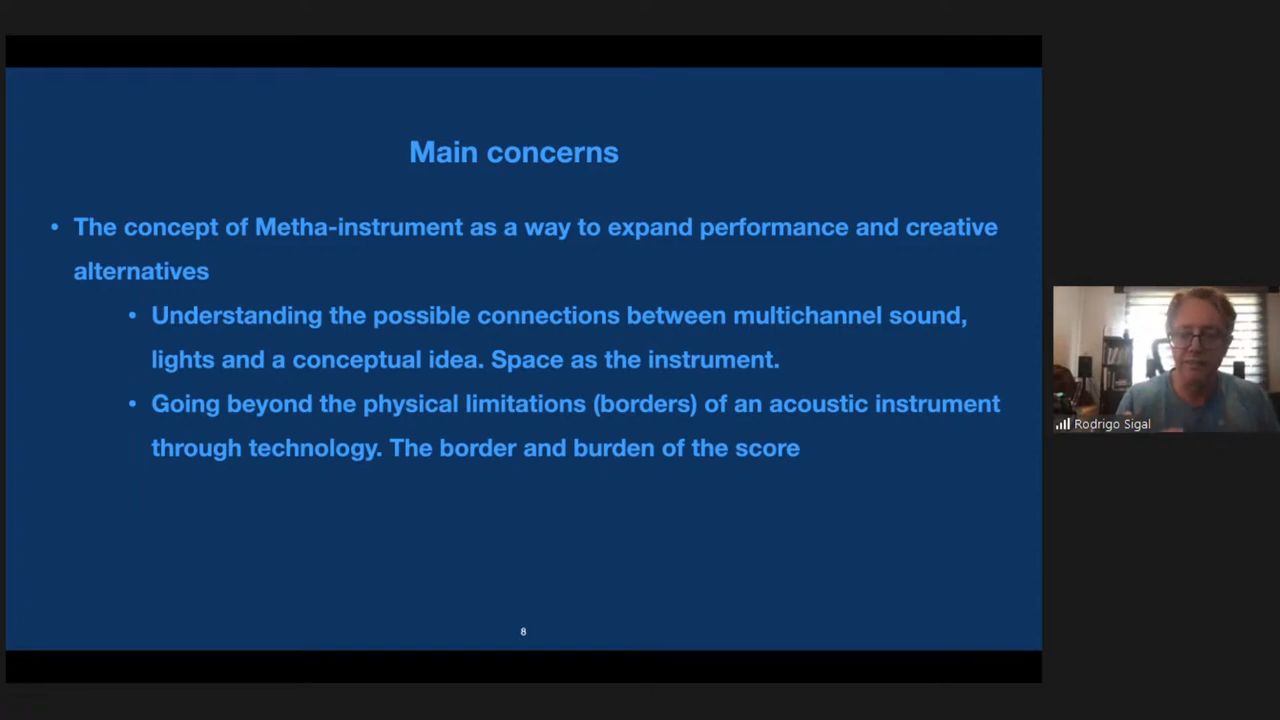 Main concerns
• The concept of Metha-instrument as a way to expand performance and creative
alternatives
• Understanding the possible connections between multichannel sound,
lights and a conceptual idea. Space as the instrument.
• Going beyond the physical limitations (borders) of an acoustic instrument
through technology. The border and burden of the score
Rodrigo Sigal
8